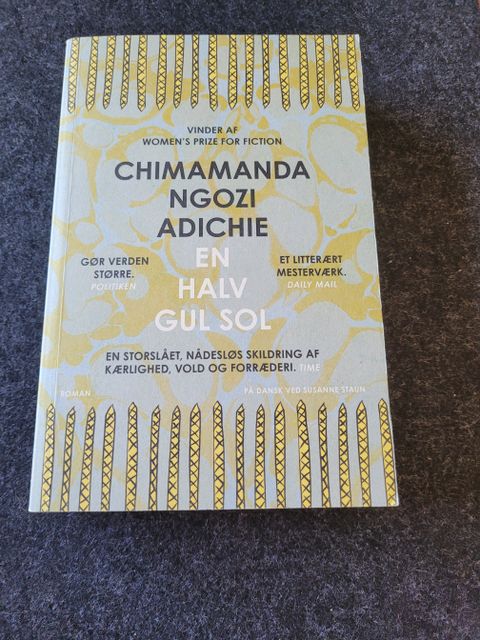 VINDER AF
WOMEN'S PRIZE FOR FICTION
CHIMAMANDA
NGOZI
ADICHIE
EN
HALV
GUL SOL
GØR VERDEN
STØRRE.
POLITIKEN
ET LITTERÆRT
MESTERVÆRK.
DAILY MAIL
EN STORSLÅET, NÅDESLØS SKILDRING AF
KÆRLIGHED, VOLD OG FORRÆDERI. TIME
ROMAN
PÅ DANSK VED SUSANNE STAUN